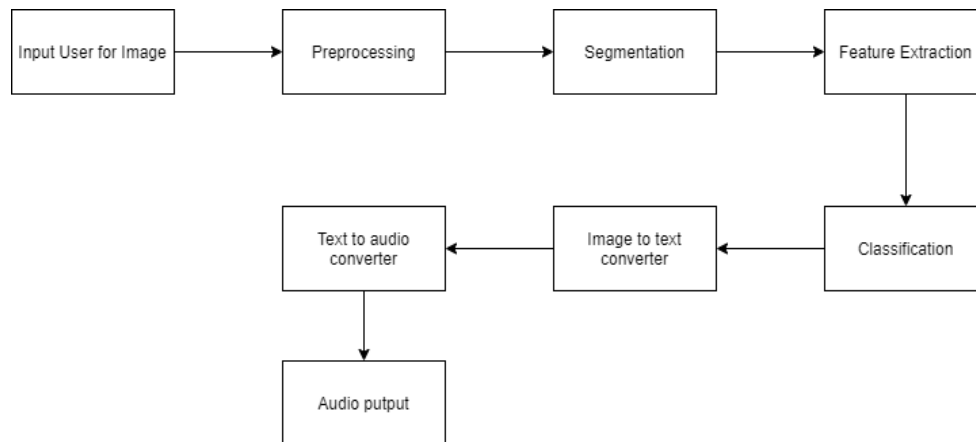 Input User for Image
Preprocessing
Segmentation
Feature Extraction
Classification
Image to text
converter
Text to audio
converter
Audio putput